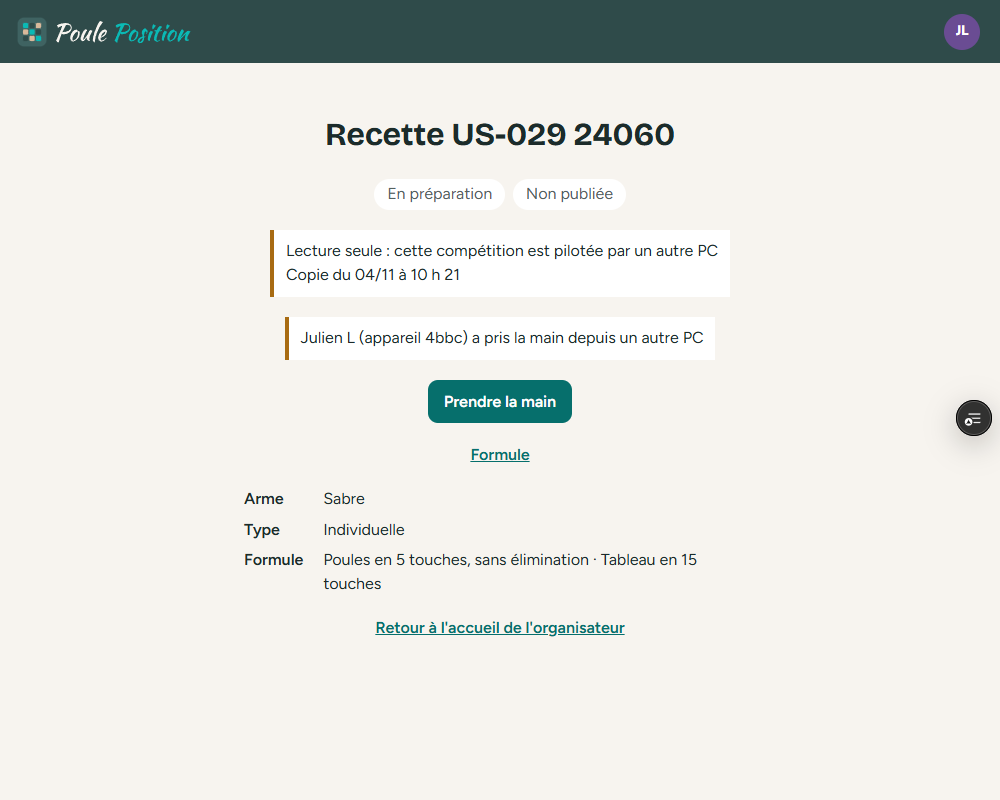 Poule Position
JL
Recette US-029 24060
En préparation
Non publiée
Lecture seule : cette compétition est pilotée par un autre PC
Copie du 04/11 à 10 h 21
Julien L (appareil 4bbc) a pris la main depuis un autre PC
Prendre la main
Formule
Arme Sabre
Type Individuelle
Formule Poules en 5 touches, sans élimination · Tableau en 15
touches
Retour à l'accueil de l'organisateur